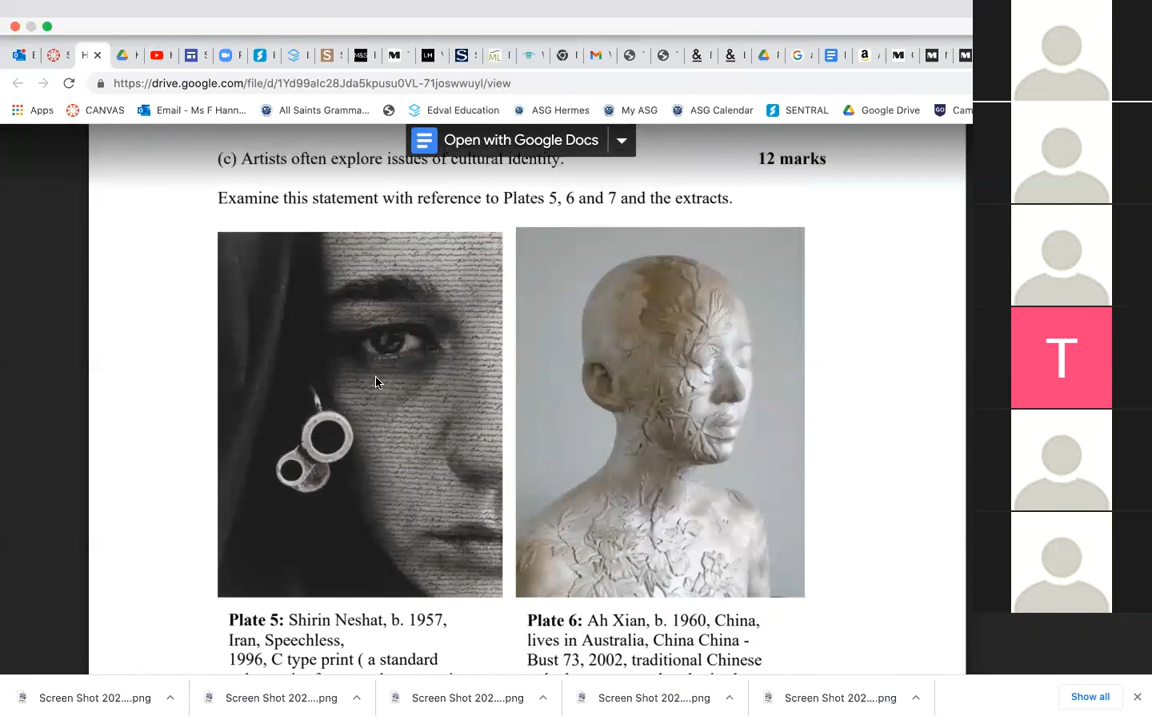 https://drive.google.com/file/d/1Yd99alc28Jda5kpusu0VL-71joswwuyl/view
Apps CANVAS Email - Ms F Hann... All Saints Gramma... Edval Education ASG Hermes My ASG ASG Calendar SENTRAL Google Drive Cam
Open with Google Docs
(c) Artists often explore issues of cultural identity. 12 marks
Examine this statement with reference to Plates 5, 6 and 7 and the extracts.
T
Plate 5: Shirin Neshat, b. 1957,
Iran, Speechless,
1996, C type print ( a standard
Plate 6: Ah Xian, b. 1960, China,
lives in Australia, China China -
Bust 73, 2002, traditional Chinese
Screen Shot 202....png Screen Shot 202....png Screen Shot 202....png Screen Shot 202....png Screen Shot 202....png Show all